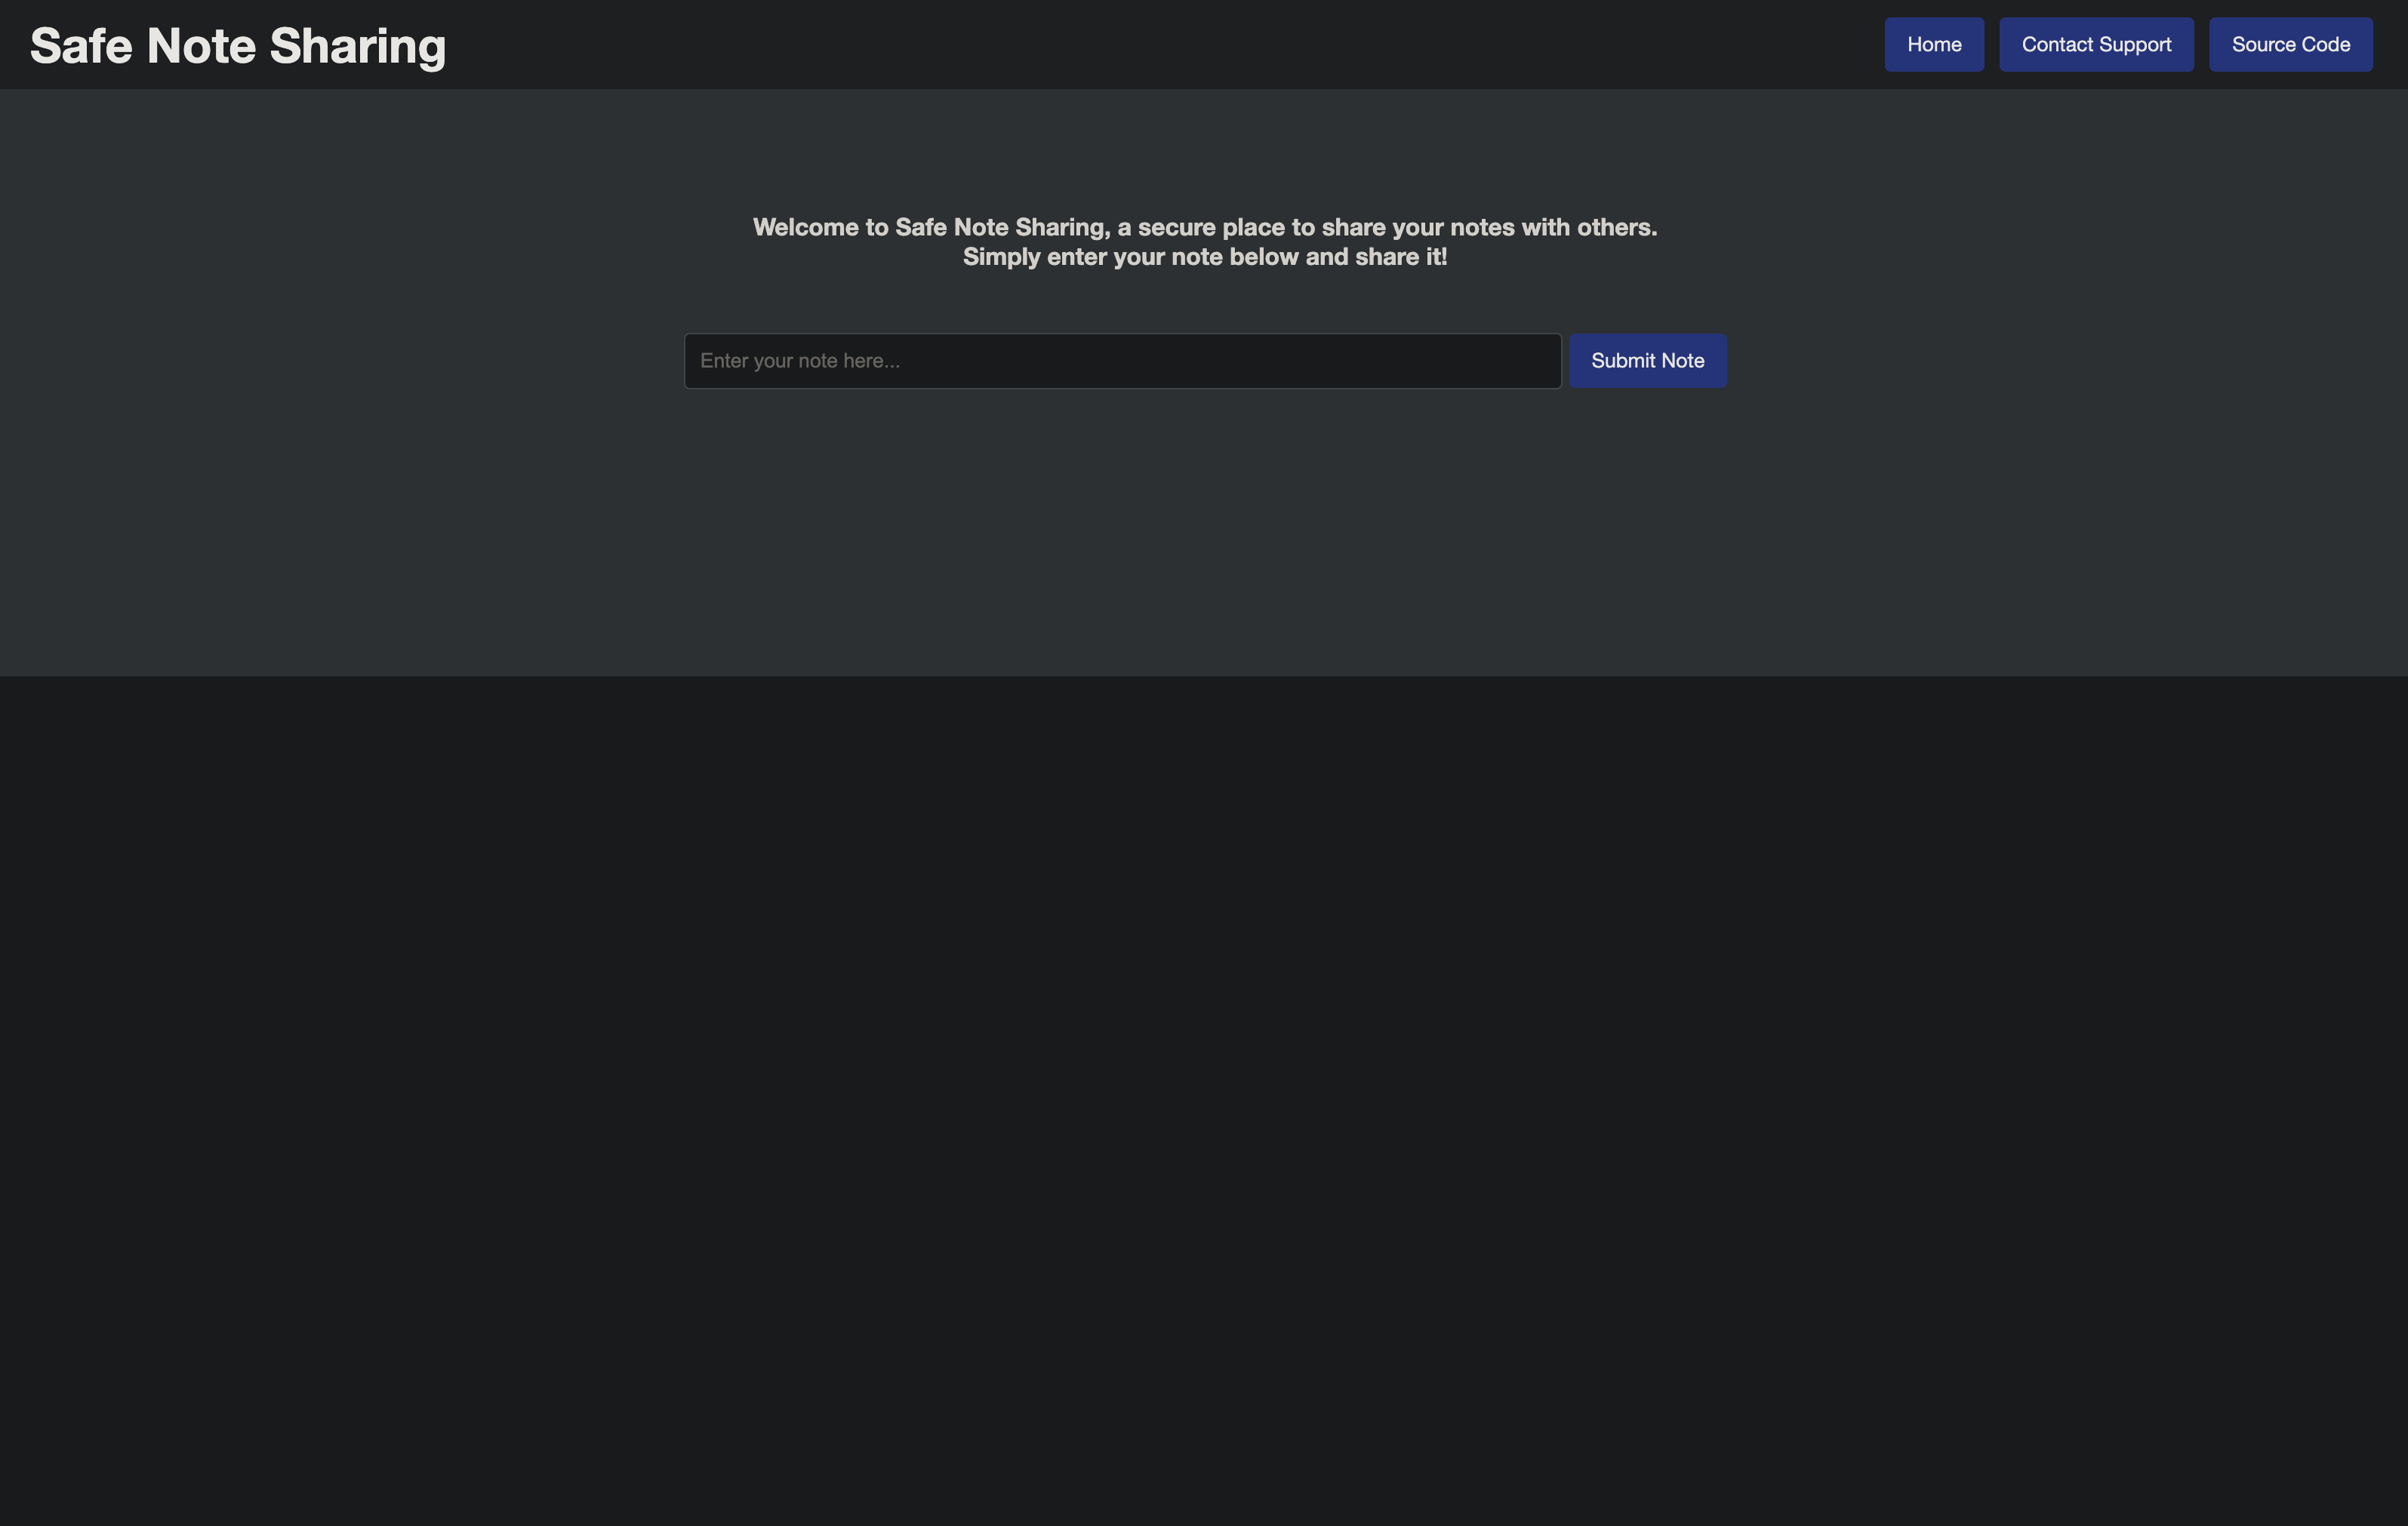 Safe Note Sharing
Home
Contact Support
Source Code
Welcome to Safe Note Sharing, a secure place to share your notes with others.
Simply enter your note below and share it!
Enter your note here...
Submit Note